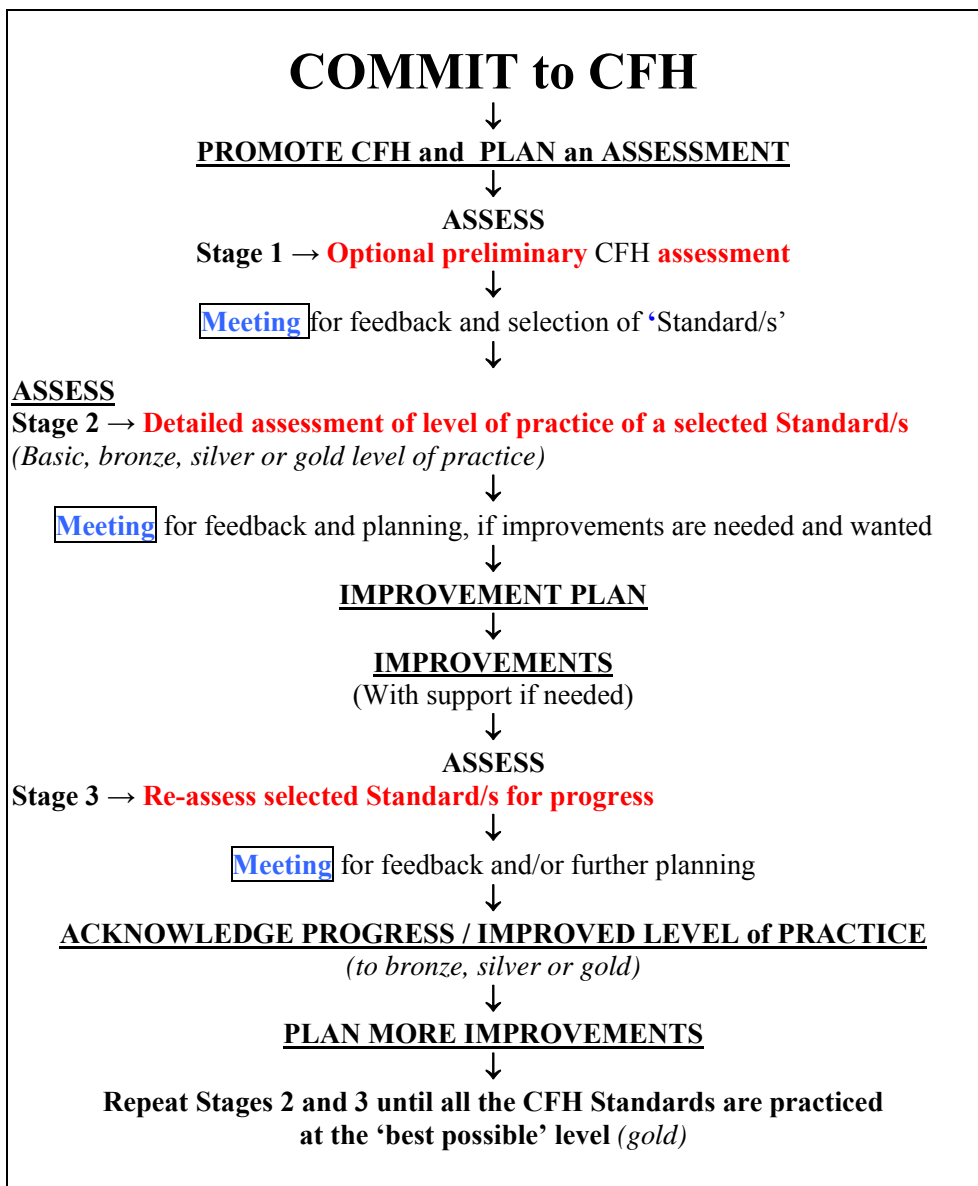 COMMIT to CFH
↓
PROMOTE CFH and PLAN an ASSESSMENT
↓
ASSESS
Stage 1 → Optional preliminary CFH assessment
↓
Meeting for feedback and selection of ‘Standard/s’
↓
ASSESS
Stage 2 → Detailed assessment of level of practice of a selected Standard/s
(Basic, bronze, silver or gold level of practice)
↓
Meeting for feedback and planning, if improvements are needed and wanted
↓
IMPROVEMENT PLAN
↓
IMPROVEMENTS
(With support if needed)
↓
ASSESS
Stage 3 → Re-assess selected Standard/s for progress
↓
Meeting for feedback and/or further planning
↓
ACKNOWLEDGE PROGRESS / IMPROVED LEVEL of PRACTICE
(to bronze, silver or gold)
↓
PLAN MORE IMPROVEMENTS
↓
Repeat Stages 2 and 3 until all the CFH Standards are practiced
at the ‘best possible’ level (gold)